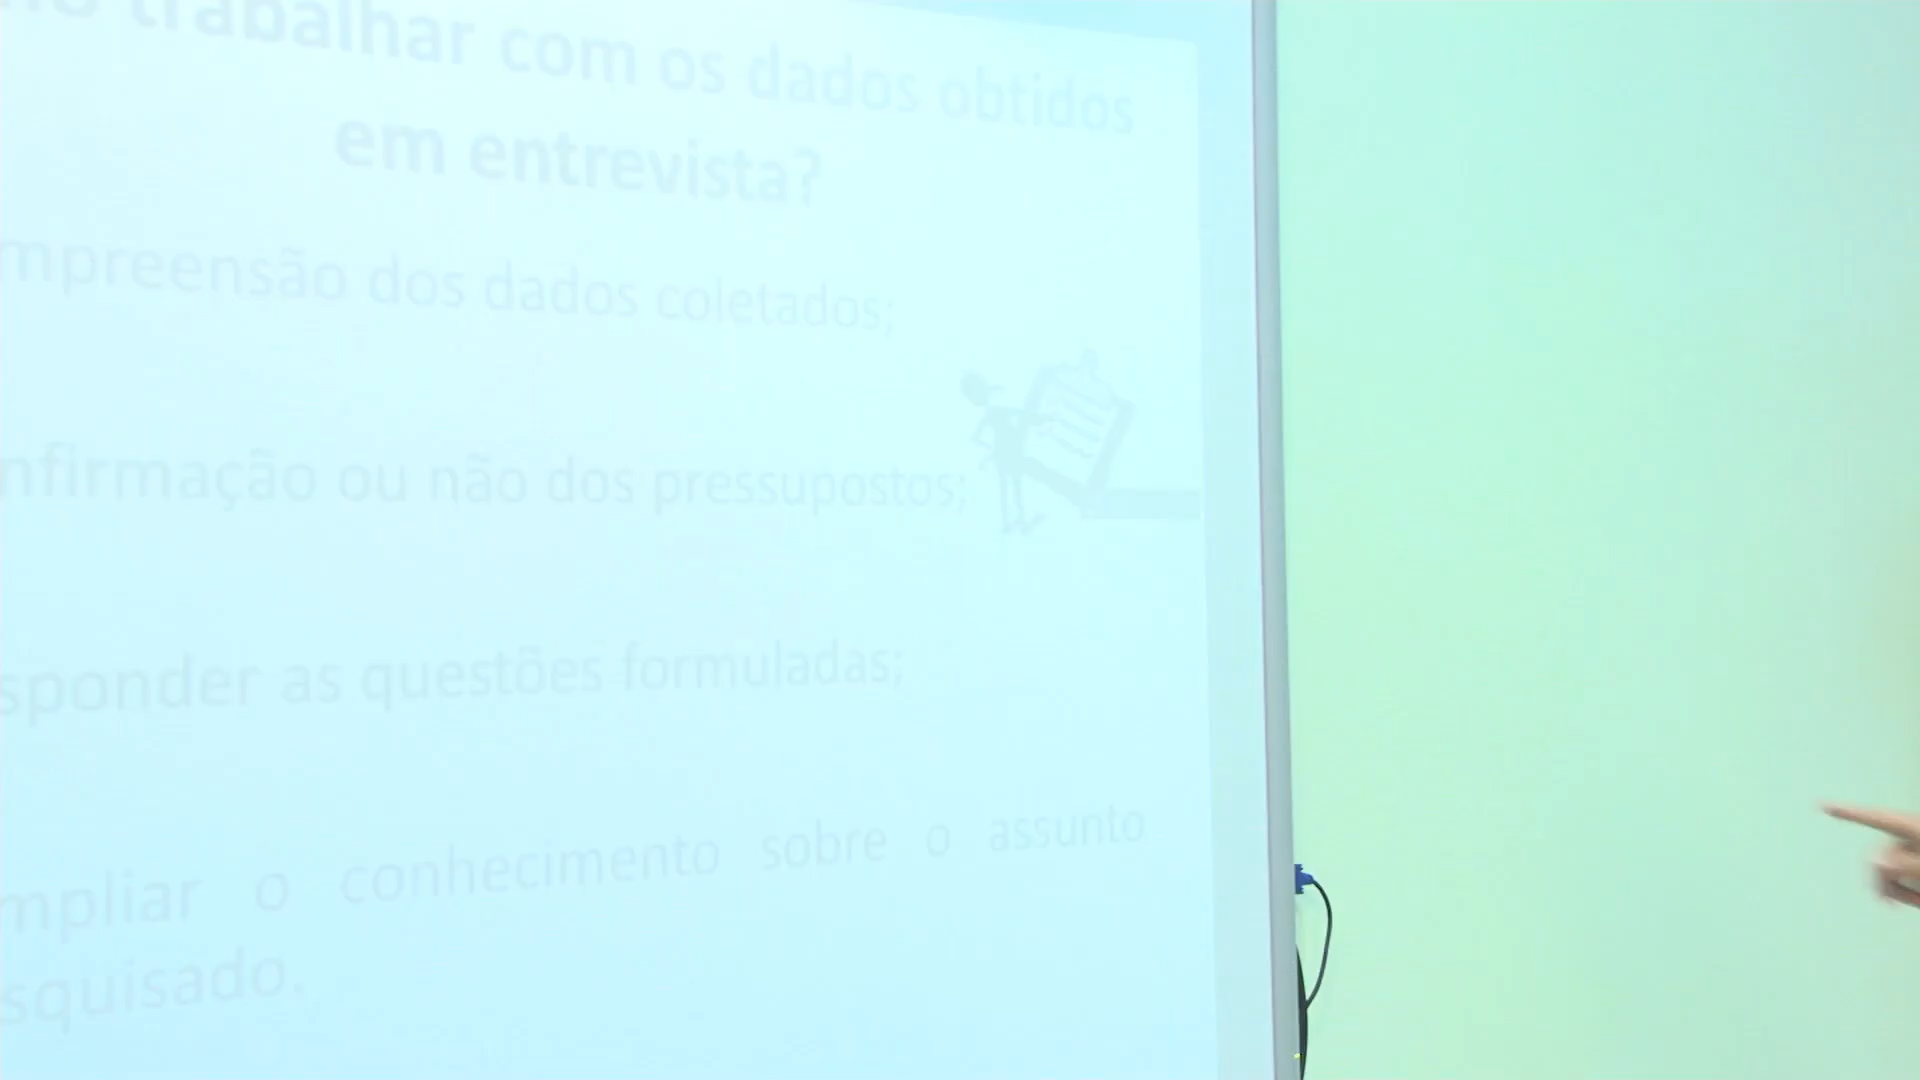 trabalhar com os dados obtidos
em entrevista?
mpreensão dos dados coletados;
nfirmação ou não dos pressupostos;
sponder as questões formuladas;
mpliar o conhecimento sobre o assunto
squisado.